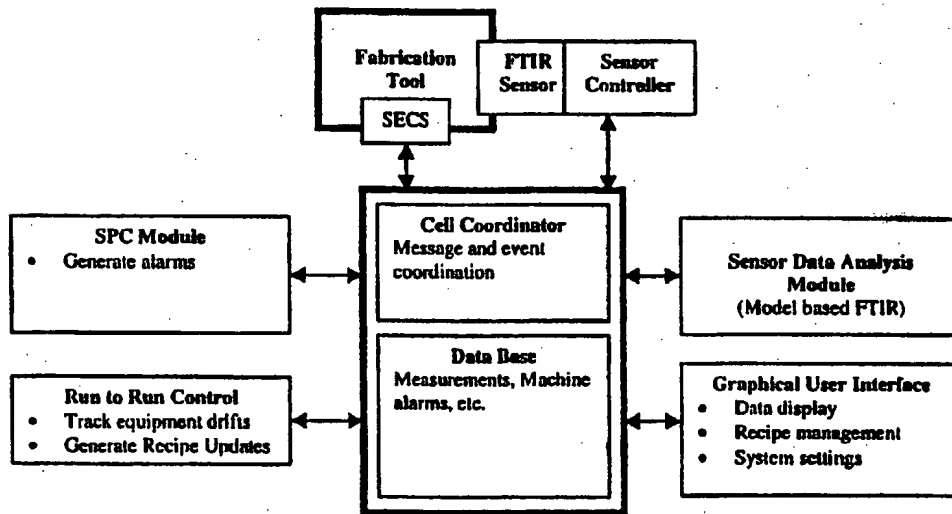 Fabrication
Tool
SECS
FTIR
Sensor
Sensor
Controller
SPC Module
• Generate alarms
Cell Coordinator
Message and event
coordination
Sensor Data Analysis
Module
(Model based FTIR)
Run to Run Control
• Track equipment drifts
• Generate Recipe Updates
Data Base
Measurements, Machine
alarms, etc.
Graphical User Interface
• Data display
• Recipe management
• System settings